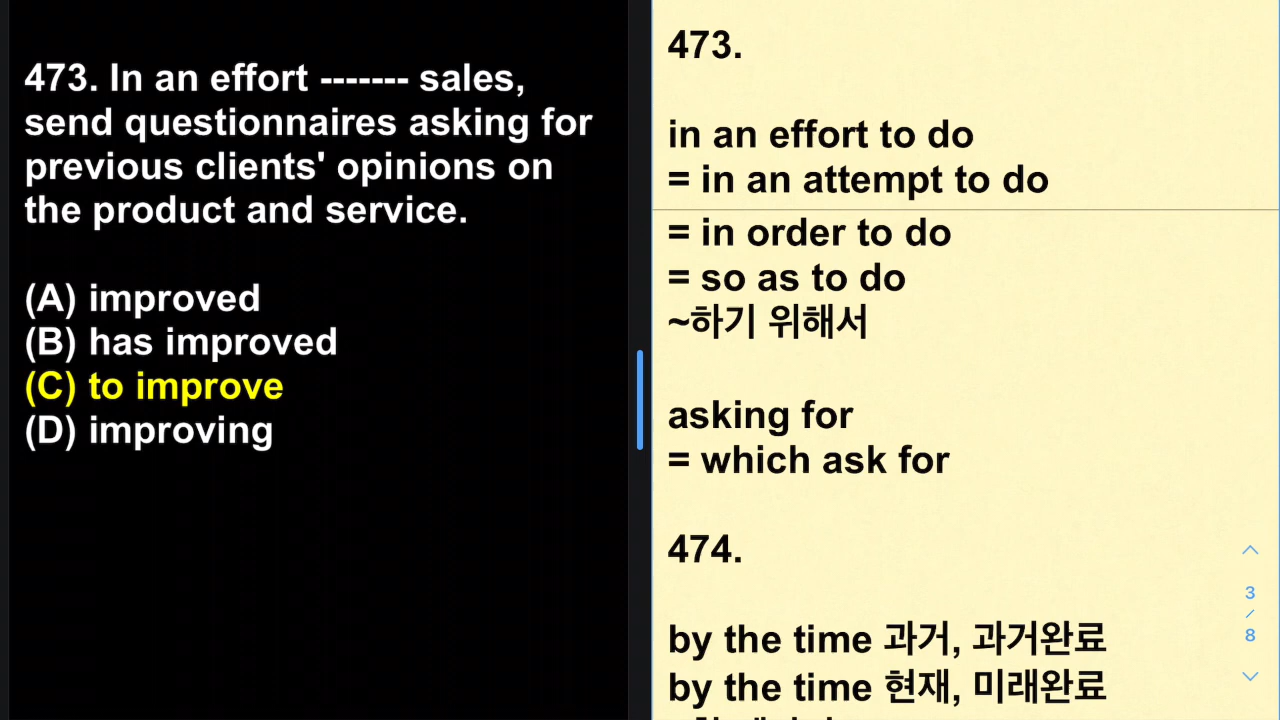 473. In an effort ------- sales,
send questionnaires asking for
previous clients' opinions on
the product and service.
(A) improved
(B) has improved
(C) to improve
(D) improving
473.
in an effort to do
= in an attempt to do
= in order to do
= so as to do
~하기 위해서
asking for
= which ask for
474.
by the time 과거, 과거완료
by the time 현재, 미래완료
3
/
8